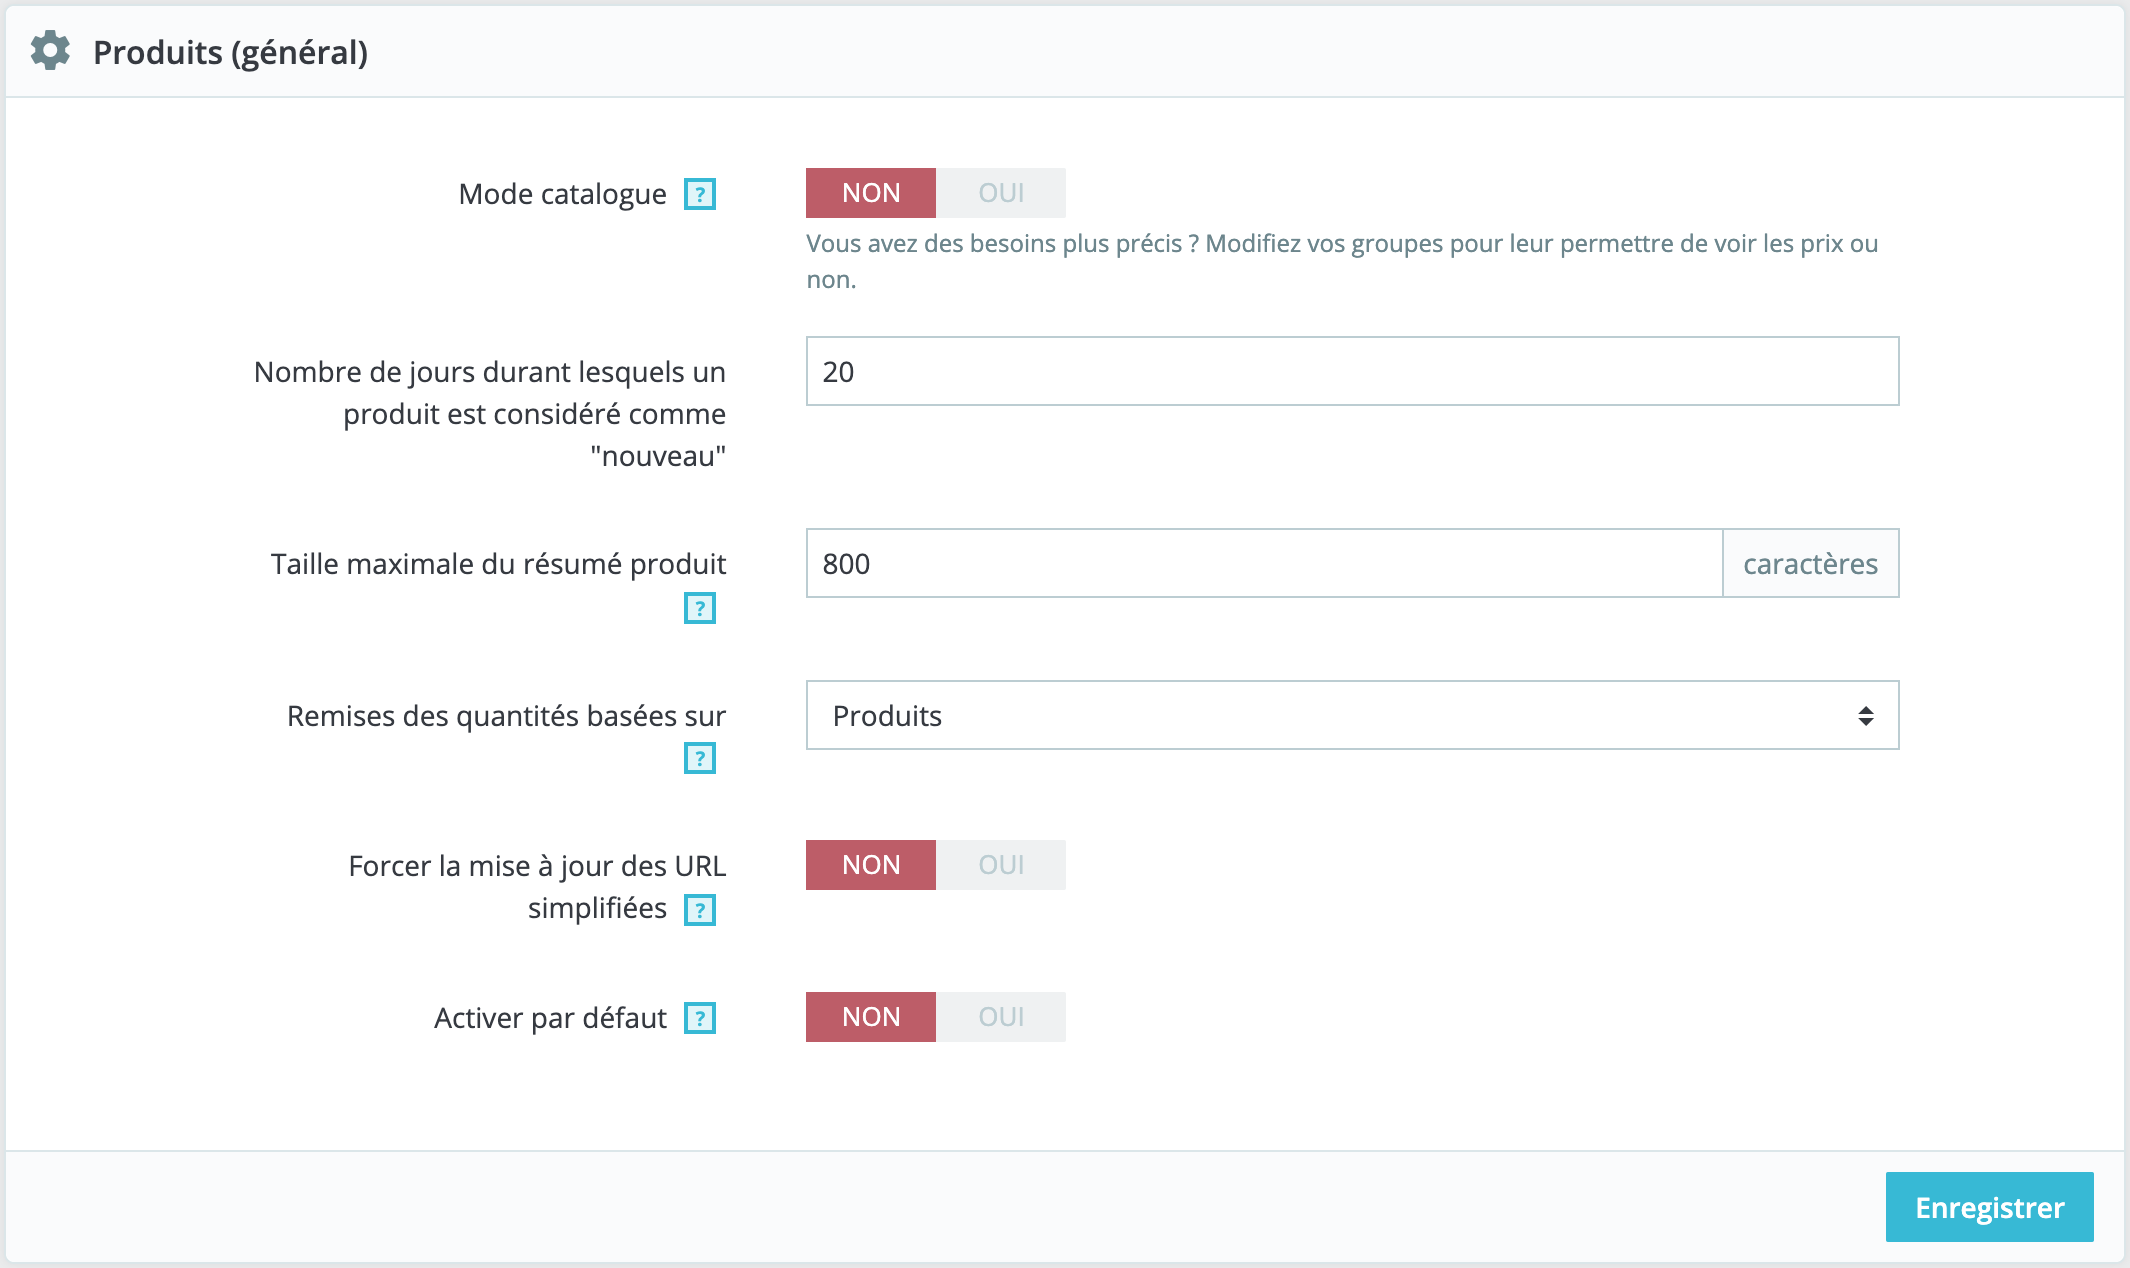 Produits (général)
Mode catalogue ?
NON OUI
Vous avez des besoins plus précis ? Modifiez vos groupes pour leur permettre de voir les prix ou
non.
Nombre de jours durant lesquels un
produit est considéré comme
"nouveau"
20
Taille maximale du résumé produit
?
800 caractères
Remises des quantités basées sur
?
Produits
Forcer la mise à jour des URL
simplifiées ?
NON OUI
Activer par défaut ?
NON OUI
Enregistrer